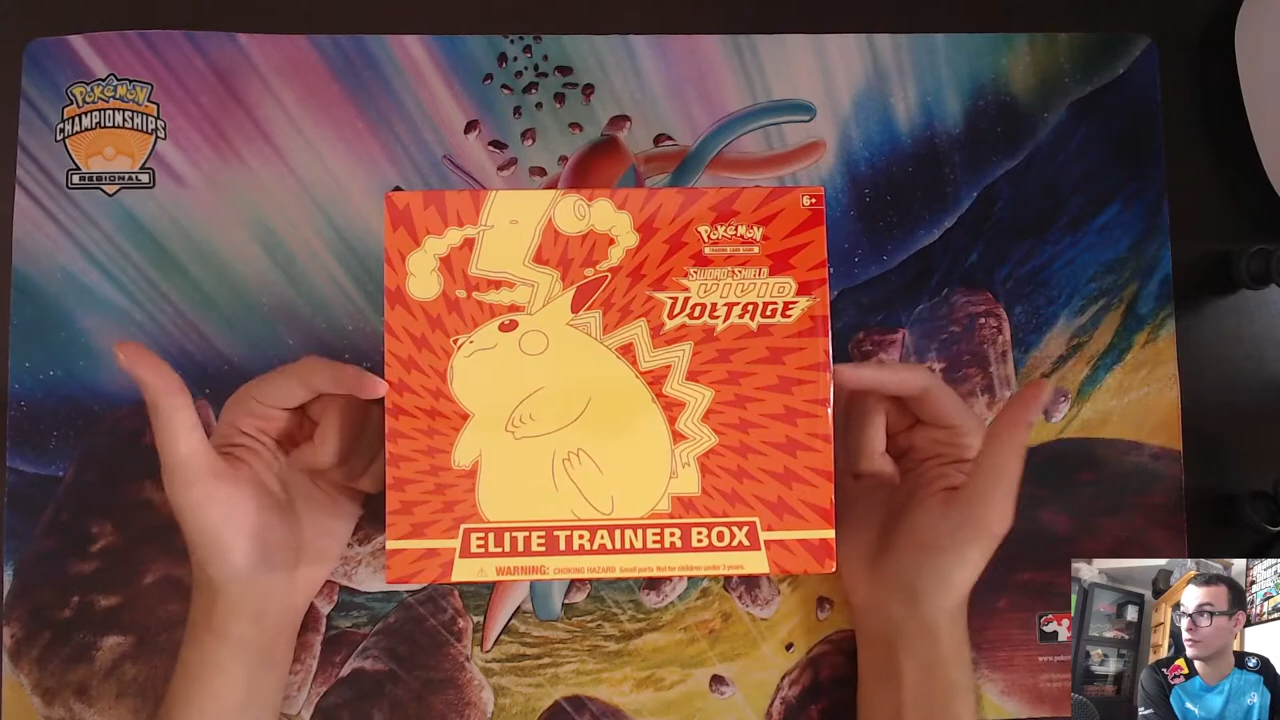 Pokémon
CHAMPIONSHIPS
REGIONAL
6+
Pokémon
TRADING CARD GAME
SWORD & SHIELD
VIVID
VOLTAGE
ELITE TRAINER BOX
WARNING: CHOKING HAZARD Small parts Not for children under 3 years.